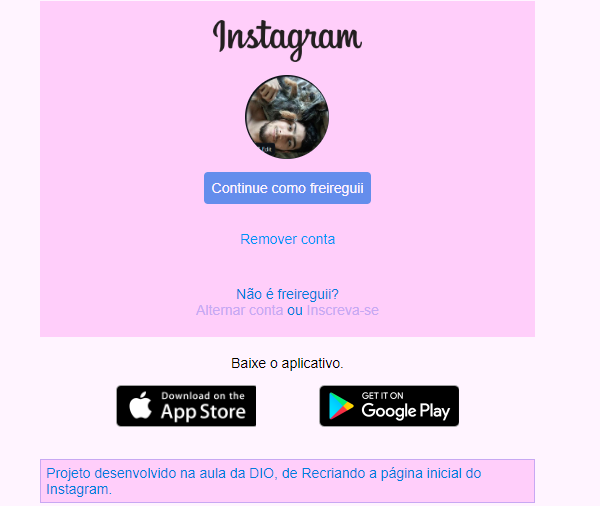 Instagram
Edit
Continue como freireguii
Remover conta
Não é freireguii?
Alternar conta ou Inscreva-se
Baixe o aplicativo.
Download on the
App Store
GET IT ON
Google Play
Projeto desenvolvido na aula da DIO, de Recriando a página inicial do
Instagram.